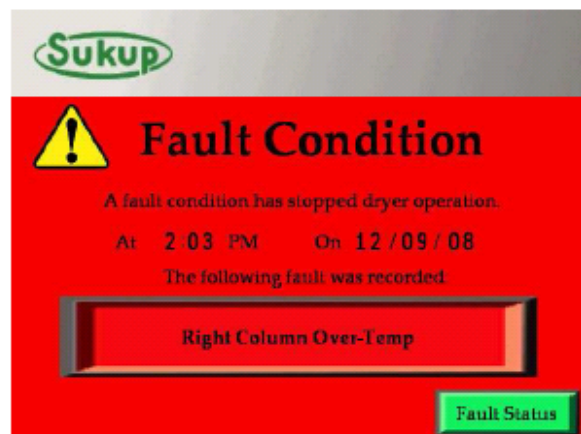 Sukup
Fault Condition
A fault condition has stopped dryer operation.
At 2:03 PM On 12/09/08
The following fault was recorded:
Right Column Over-Temp
Fault Status